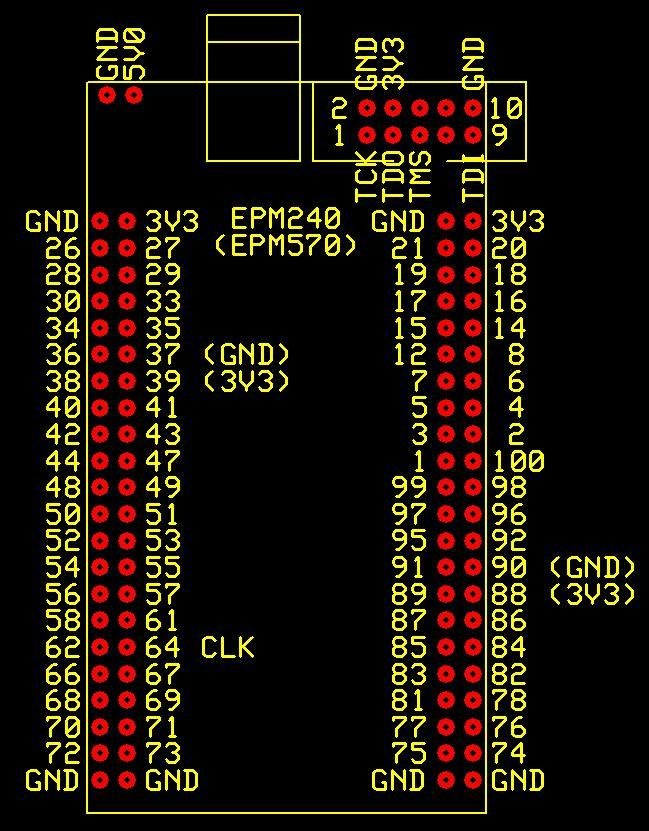 GND 5V0 GND 3V3 GND
2 10
1 9
TCK TDO TMS TDI
GND 3V3 EPM240 GND 3V3
26 27 (EPM570) 21 20
28 29 19 18
30 33 17 16
34 35 15 14
36 37 (GND) 12 8
38 39 (3V3) 7 6
40 41 5 4
42 43 3 2
44 47 1 100
48 49 99 98
50 51 97 96
52 53 95 92
54 55 91 90 (GND)
56 57 89 88 (3V3)
58 61 87 86
62 64 CLK 85 84
66 67 83 82
68 69 81 78
70 71 77 76
72 73 75 74
GND GND GND GND